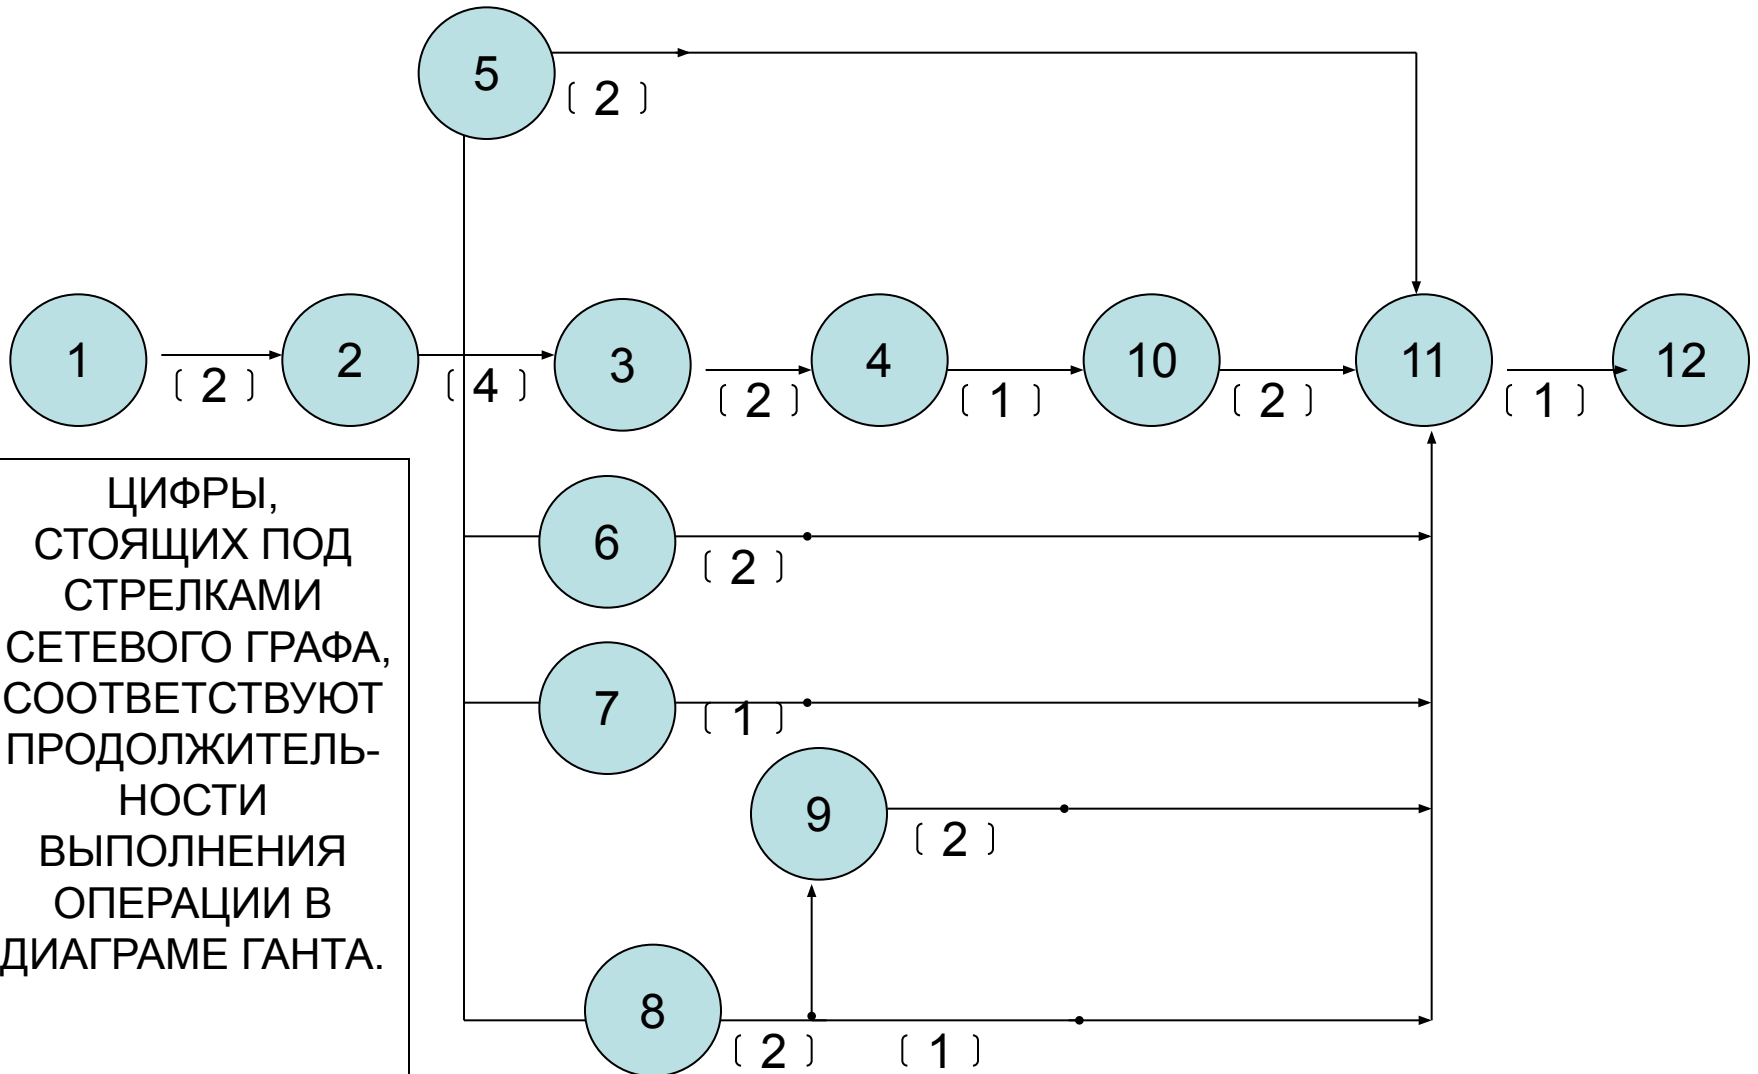 5
( 2 )
1
( 2 )
2
( 4 )
3
( 2 )
4
( 1 )
10
( 2 )
11
( 1 )
12
ЦИФРЫ,
СТОЯЩИХ ПОД
СТРЕЛКАМИ
СЕТЕВОГО ГРАФА,
СООТВЕТСТВУЮТ
ПРОДОЛЖИТЕЛЬ-
НОСТИ
ВЫПОЛНЕНИЯ
ОПЕРАЦИИ В
ДИАГРАМЕ ГАНТА.
6
( 2 )
7
( 1 )
9
( 2 )
8
( 2 )
( 1 )